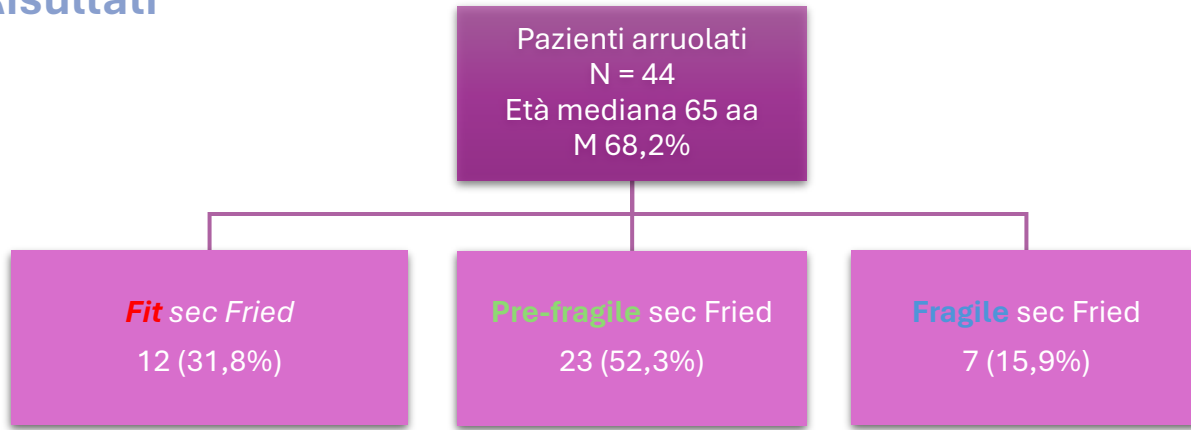 Risultati
Pazienti arruolati
N = 44
Età mediana 65 aa
M 68,2%
Fit sec Fried
12 (31,8%)
Pre-fragile sec Fried
23 (52,3%)
Fragile sec Fried
7 (15,9%)